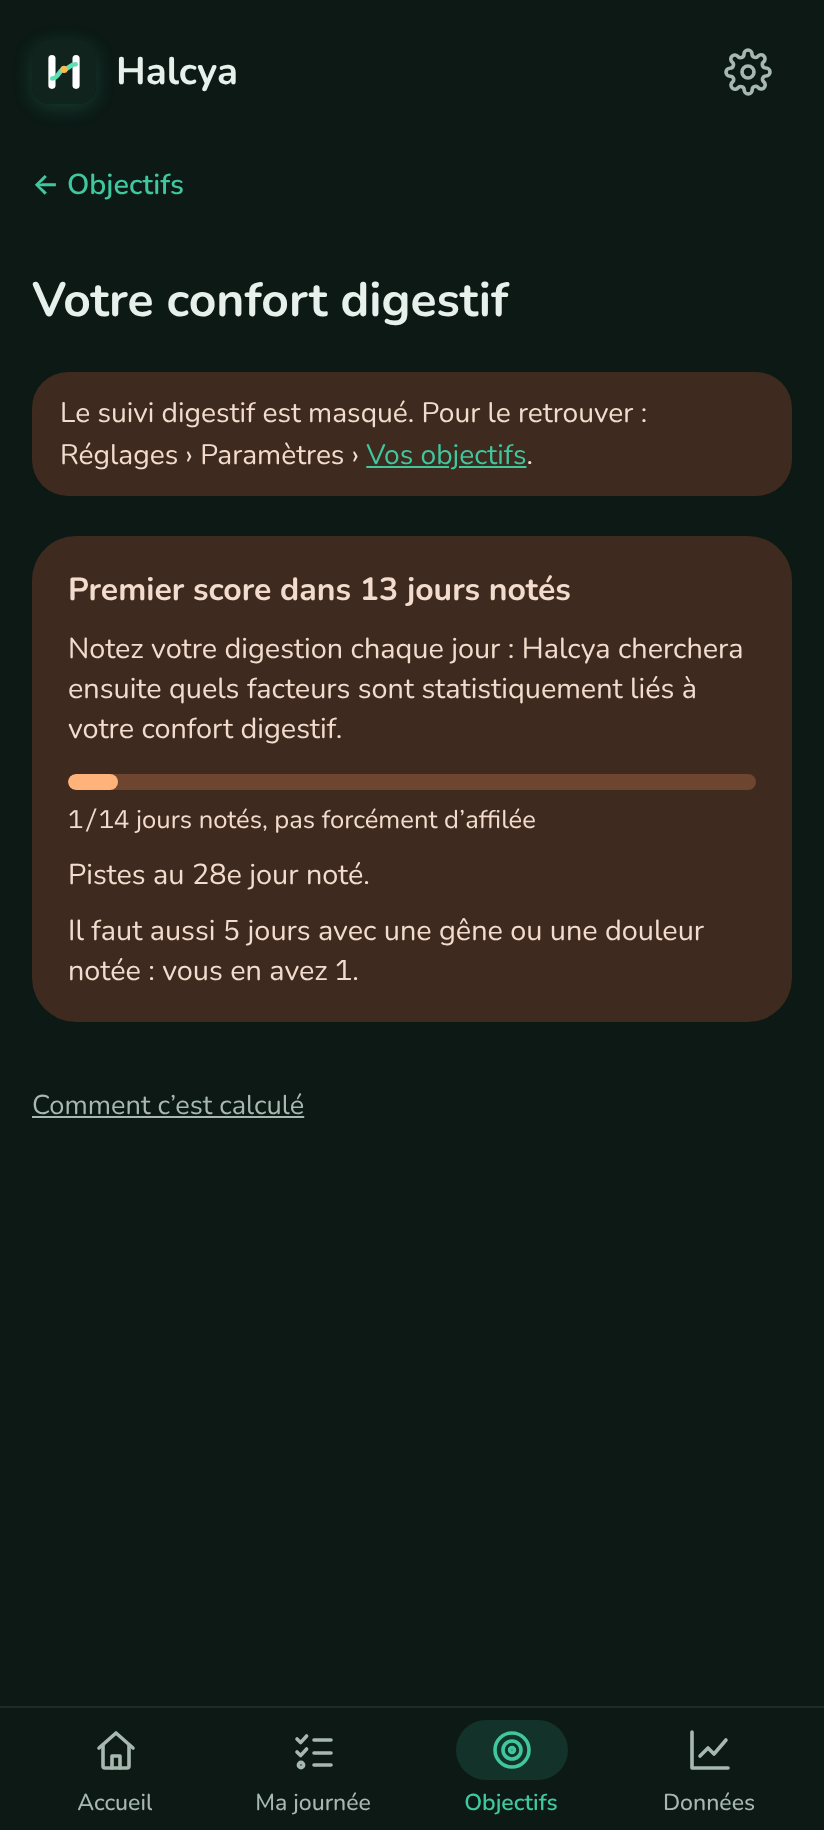 Halcya
← Objectifs
Votre confort digestif
Le suivi digestif est masqué. Pour le retrouver :
Réglages › Paramètres › Vos objectifs.
Premier score dans 13 jours notés
Notez votre digestion chaque jour : Halcya cherchera
ensuite quels facteurs sont statistiquement liés à
votre confort digestif.
1/14 jours notés, pas forcément d’affilée
Pistes au 28e jour noté.
Il faut aussi 5 jours avec une gêne ou une douleur
notée : vous en avez 1.
Comment c’est calculé
Accueil
Ma journée
Objectifs
Données